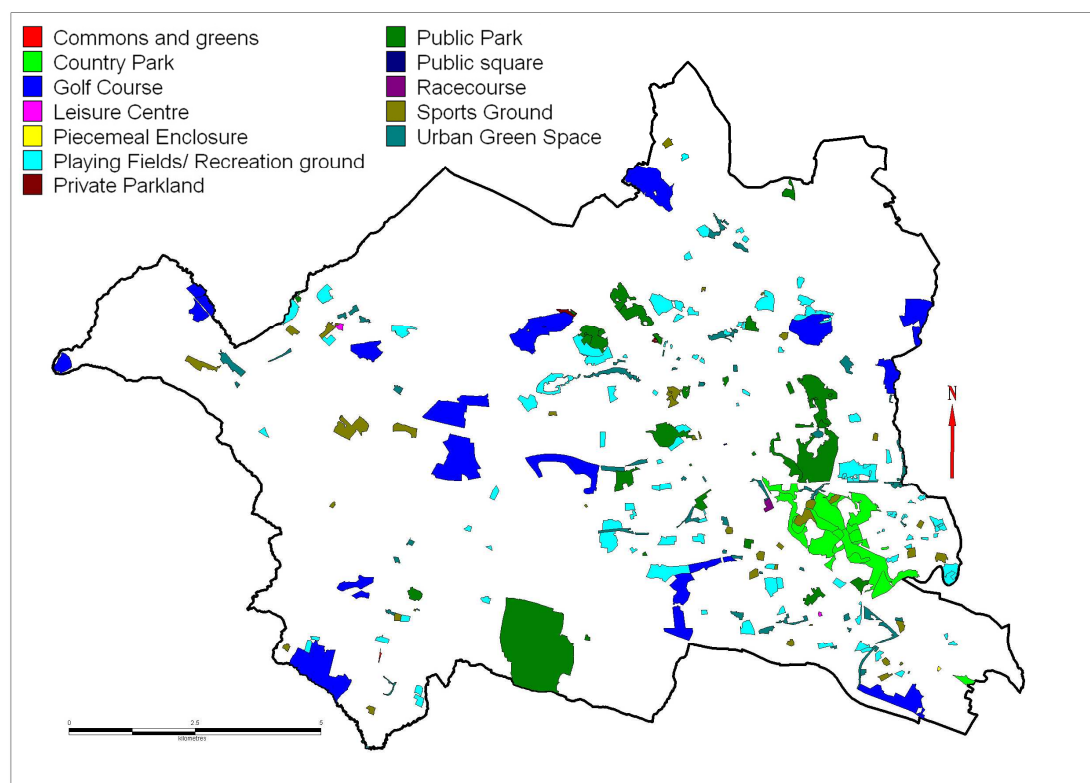 Commons and greens
Country Park
Golf Course
Leisure Centre
Piecemeal Enclosure
Playing Fields/ Recreation ground
Private Parkland
Public Park
Public square
Racecourse
Sports Ground
Urban Green Space
N
0 2.5 5
kilometres